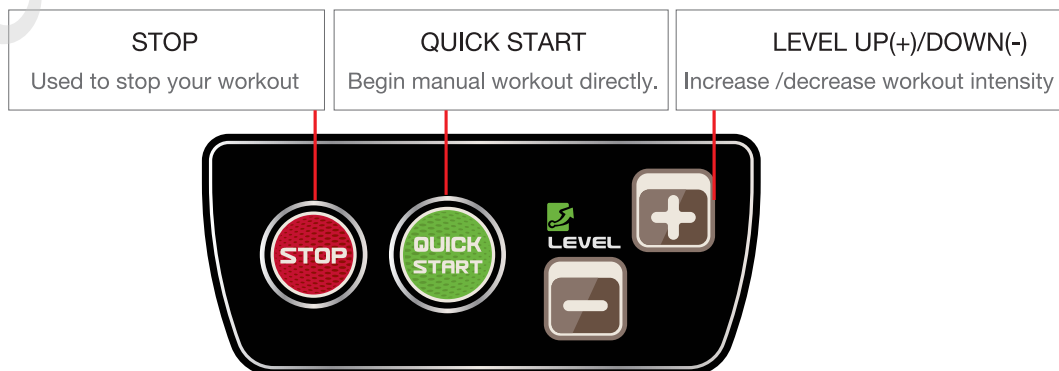 STOP
Used to stop your workout
QUICK START
Begin manual workout directly.
LEVEL UP(+)/DOWN(-)
Increase /decrease workout intensity
STOP
QUICK
START
LEVEL
+
-